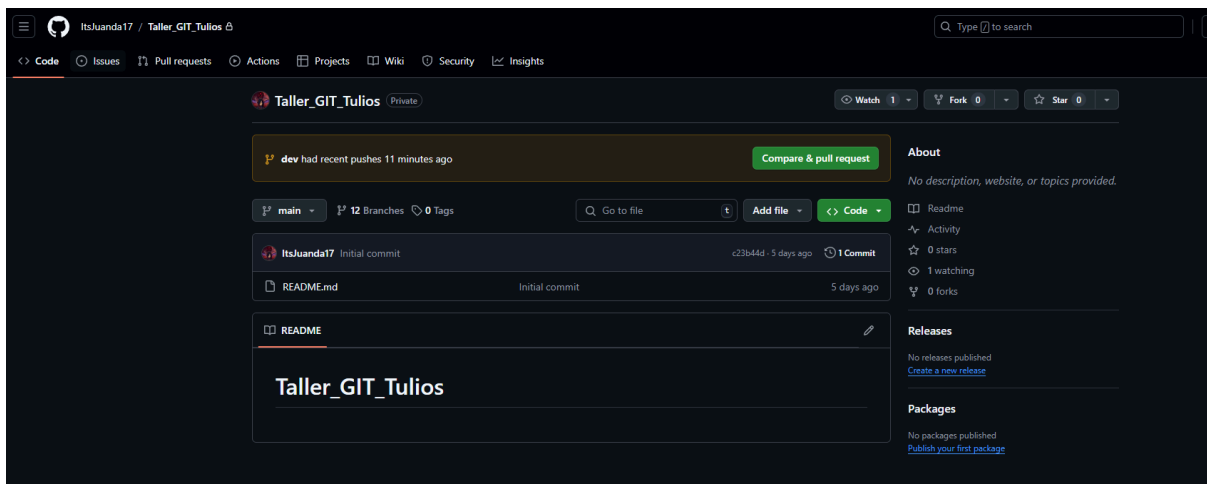 ItsJuanda17 / Taller_GIT_Tulios
Type / to search
Code Issues Pull requests Actions Projects Wiki Security Insights
Taller_GIT_Tulios Private
Watch 1 Fork 0 Star 0
dev had recent pushes 11 minutes ago Compare & pull request
main 12 Branches 0 Tags Go to file t Add file Code
ItsJuanda17 Initial commit c23b44d · 5 days ago 1 Commit
README.md Initial commit 5 days ago
README
Taller_GIT_Tulios
About
No description, website, or topics provided.
Readme
Activity
0 stars
1 watching
0 forks
Releases
No releases published
Create a new release
Packages
No packages published
Publish your first package